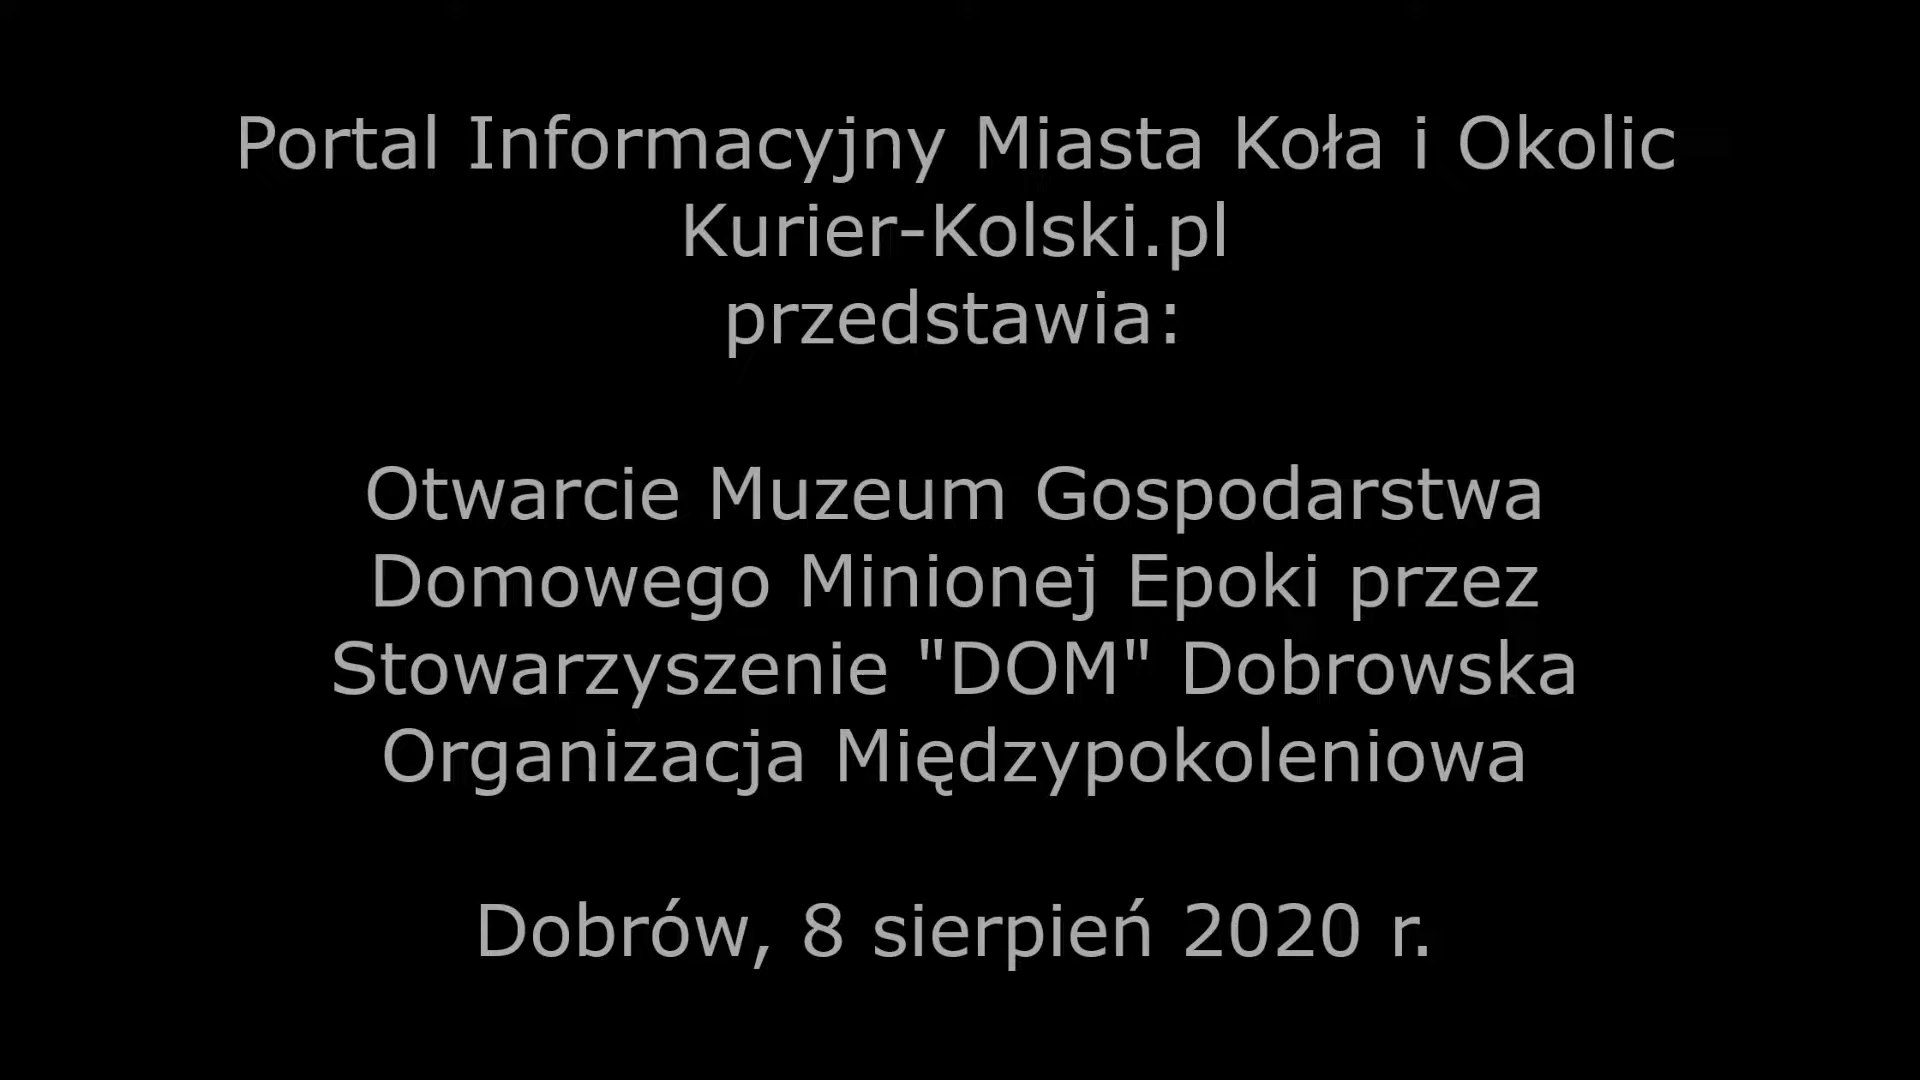 Portal Informacyjny Miasta Koła i Okolic
Kurier-Kolski.pl
przedstawia:
Otwarcie Muzeum Gospodarstwa
Domowego Minionej Epoki przez
Stowarzyszenie "DOM" Dobrowska
Organizacja Międzypokoleniowa
Dobrów, 8 sierpień 2020 r.